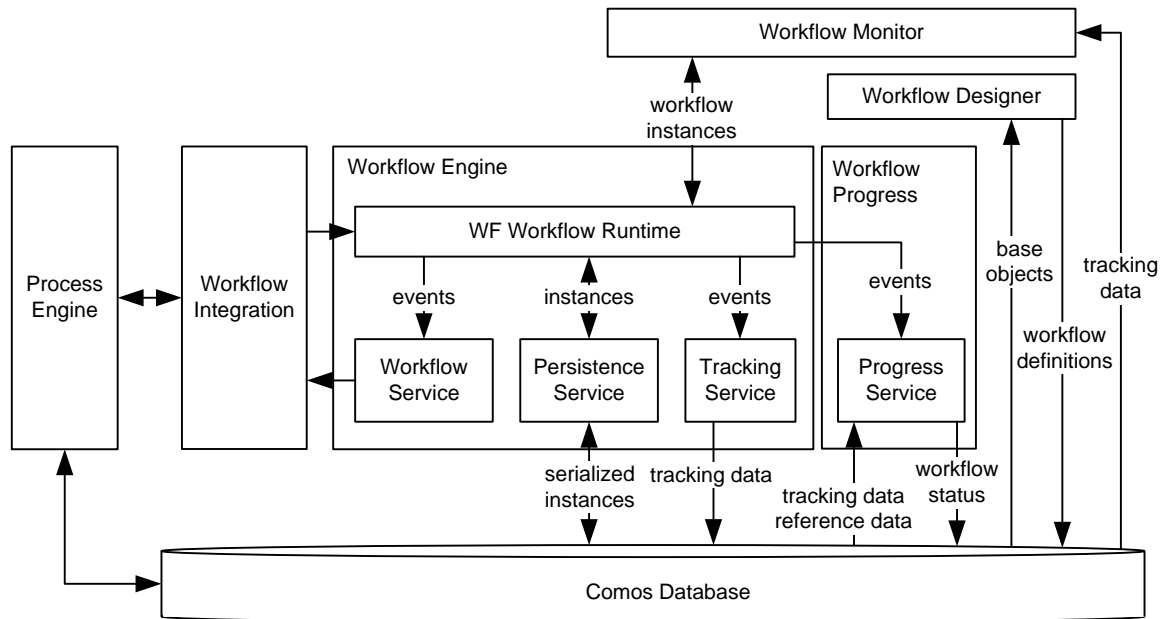 Workflow Monitor
workflow
instances
Workflow Designer
Workflow Engine
Workflow
Progress
WF Workflow Runtime
Process
Engine
Workflow
Integration
events
instances
events
events
base
objects
tracking
data
workflow
definitions
Workflow
Service
Persistence
Service
Tracking
Service
Progress
Service
serialized
instances
tracking data
tracking data
reference data
workflow
status
Comos Database